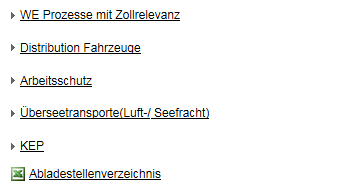 WE Prozesse mit Zollrelevanz
Distribution Fahrzeuge
Arbeitsschutz
Überseetransporte(Luft-/ Seefracht)
KEP
Abladestellenverzeichnis